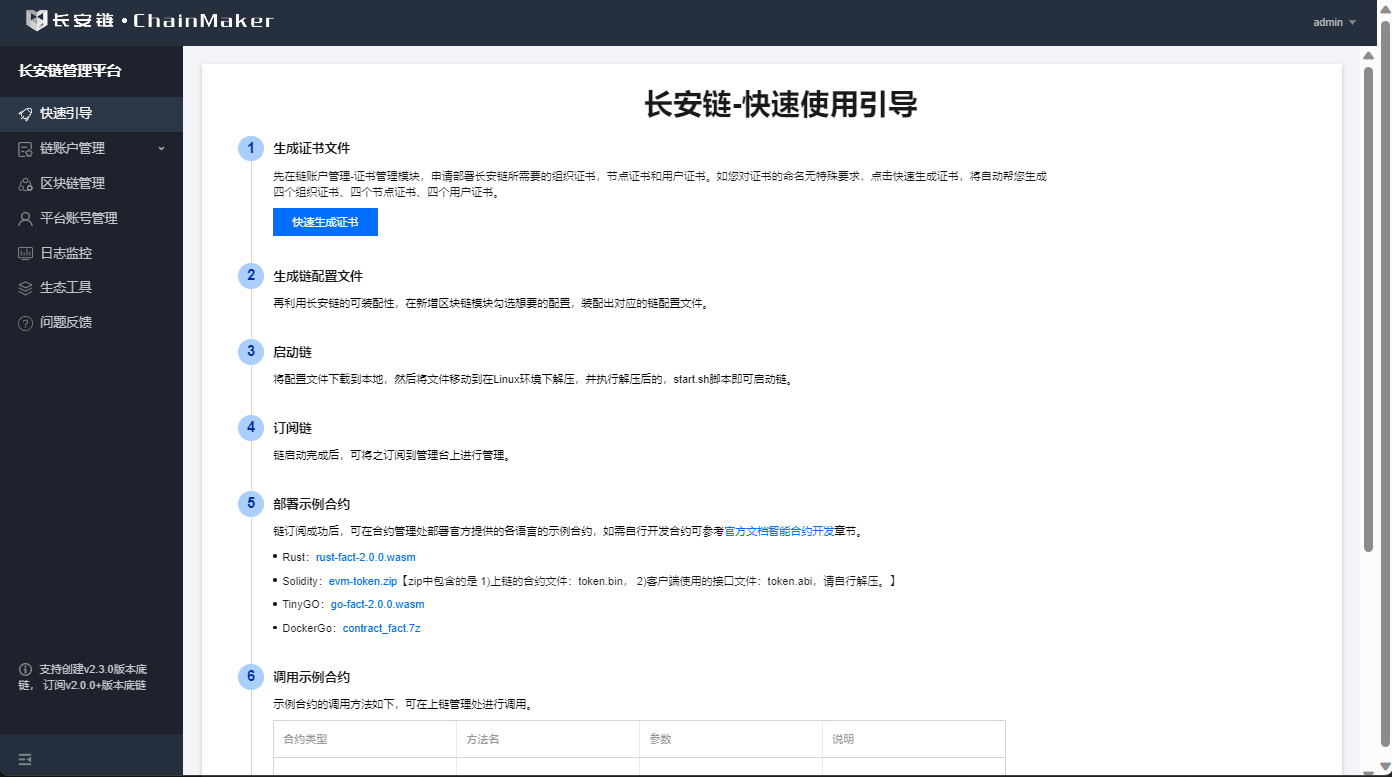 长安链·ChainMaker
admin
长安链管理平台
快速引导
链账户管理
区块链管理
平台账号管理
日志监控
生态工具
问题反馈
支持创建v2.3.0版本底
链， 订阅v2.0.0+版本底链
长安链-快速使用引导
1
生成证书文件
先在链账户管理-证书管理模块，申请部署长安链所需要的组织证书，节点证书和用户证书。如您对证书的命名无特殊要求，点击快速生成证书，将自动帮您生成
四个组织证书、四个节点证书、四个用户证书。
快速生成证书
2
生成链配置文件
再利用长安链的可装配性，在新增区块链模块勾选想要的配置，装配出对应的链配置文件。
3
启动链
将配置文件下载到本地，然后将文件移动到在Linux环境下解压，并执行解压后的，start.sh脚本即可启动链。
4
订阅链
链启动完成后，可将之订阅到管理台上进行管理。
5
部署示例合约
链订阅成功后，可在合约管理处部署官方提供的各语言的示例合约，如需自行开发合约可参考官方文档智能合约开发章节。
• Rust：rust-fact-2.0.0.wasm
• Solidity：evm-token.zip【zip中包含的是 1)上链的合约文件：token.bin， 2)客户端使用的接口文件：token.abi，请自行解压。】
• TinyGO：go-fact-2.0.0.wasm
• DockerGo：contract_fact.7z
6
调用示例合约
示例合约的调用方法如下，可在上链管理处进行调用。
合约类型 方法名 参数 说明